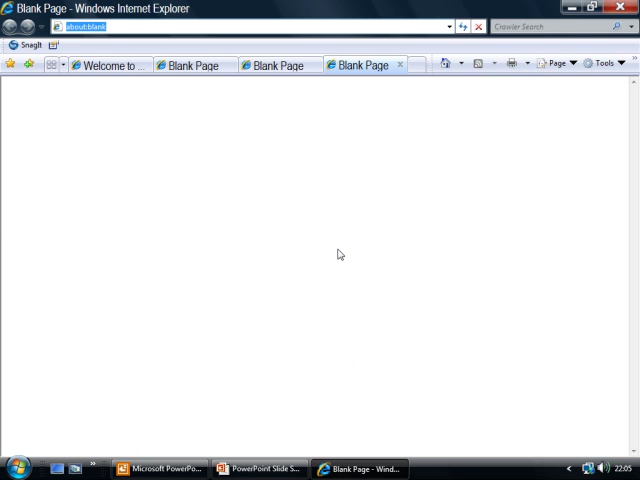 Blank Page - Windows Internet Explorer
about:blank
Crawler Search
SnagIt
Welcome to ...
Blank Page
Blank Page
Blank Page
Page
Tools
Microsoft PowerPo...
PowerPoint Slide S...
Blank Page - Wind...
22:05